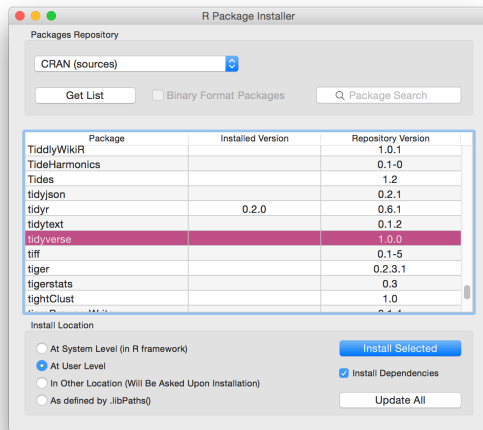 R Package Installer
Packages Repository
CRAN (sources)
Get List
Binary Format Packages
Package Search
Package Installed Version Repository Version
TiddlyWikiR 1.0.1
TideHarmonics 0.1-0
Tides 1.2
tidyjson 0.2.1
tidyr 0.2.0 0.6.1
tidytext 0.1.2
tidyverse 1.0.0
tiff 0.1-5
tiger 0.2.3.1
tigerstats 0.3
tightClust 1.0
Install Location
At System Level (in R framework)
Install Selected
At User Level
Install Dependencies
In Other Location (Will Be Asked Upon Installation)
As defined by .libPaths()
Update All